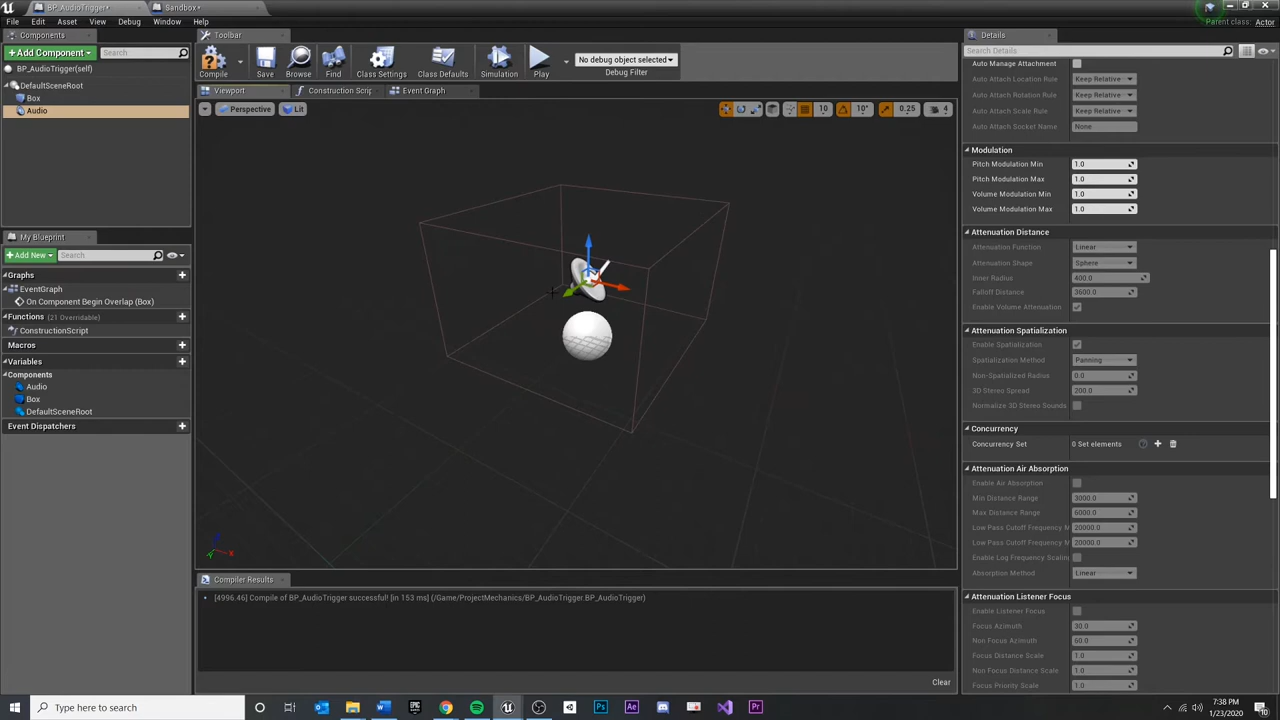 BP_AudioTrigger*
Sandbox*
File Edit Asset View Debug Window Help
Parent class: Actor
Components
Toolbar
Details
+Add Component
Search
Search Details
BP_AudioTrigger(self)
DefaultSceneRoot
Box
Audio
Compile
Save
Browse
Find
Class Settings
Class Defaults
Simulation
Play
No debug object selected
Debug Filter
Viewport
Construction Scrip
Event Graph
Perspective
Lit
10
10°
0.25
4
My Blueprint
+Add New
Search
Graphs
EventGraph
On Component Begin Overlap (Box)
Functions (21 Overridable)
ConstructionScript
Macros
Variables
Components
Audio
Box
DefaultSceneRoot
Event Dispatchers
Compiler Results
[4996.46] Compile of BP_AudioTrigger successful! [in 153 ms] (/Game/ProjectMechanics/BP_AudioTrigger.BP_AudioTrigger)
Clear
Auto Manage Attachment
Auto Attach Location Rule Keep Relative
Auto Attach Rotation Rule Keep Relative
Auto Attach Scale Rule Keep Relative
Auto Attach Socket Name None
Modulation
Pitch Modulation Min 1.0
Pitch Modulation Max 1.0
Volume Modulation Min 1.0
Volume Modulation Max 1.0
Attenuation Distance
Attenuation Function Linear
Attenuation Shape Sphere
Inner Radius 400.0
Falloff Distance 3600.0
Enable Volume Attenuation
Attenuation Spatialization
Enable Spatialization
Spatialization Method Panning
Non-Spatialized Radius 0.0
3D Stereo Spread 200.0
Normalize 3D Stereo Sounds
Concurrency
Concurrency Set 0 Set elements
Attenuation Air Absorption
Enable Air Absorption
Min Distance Range 3000.0
Max Distance Range 6000.0
Low Pass Cutoff Frequency M 20000.0
Low Pass Cutoff Frequency M 20000.0
Enable Log Frequency Scaling
Absorption Method Linear
Attenuation Listener Focus
Enable Listener Focus
Focus Azimuth 30.0
Non Focus Azimuth 60.0
Focus Distance Scale 1.0
Non Focus Distance Scale 1.0
Focus Priority Scale 1.0
Type here to search
7:38 PM
1/23/2020